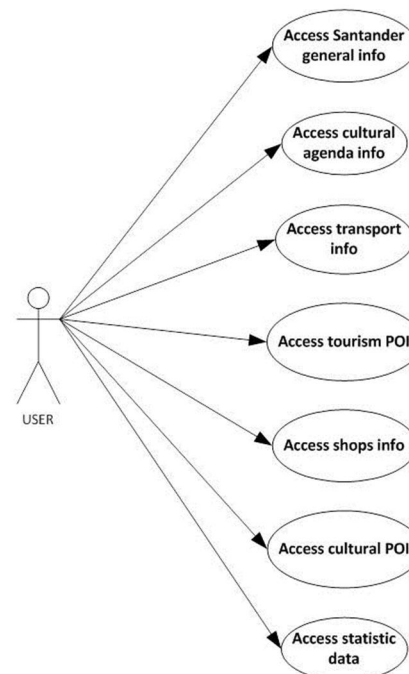 Access Santander
general info
Access cultural
agenda info
Access transport
info
Access tourism POI
USER
Access shops info
Access cultural POI
Access statistic
data